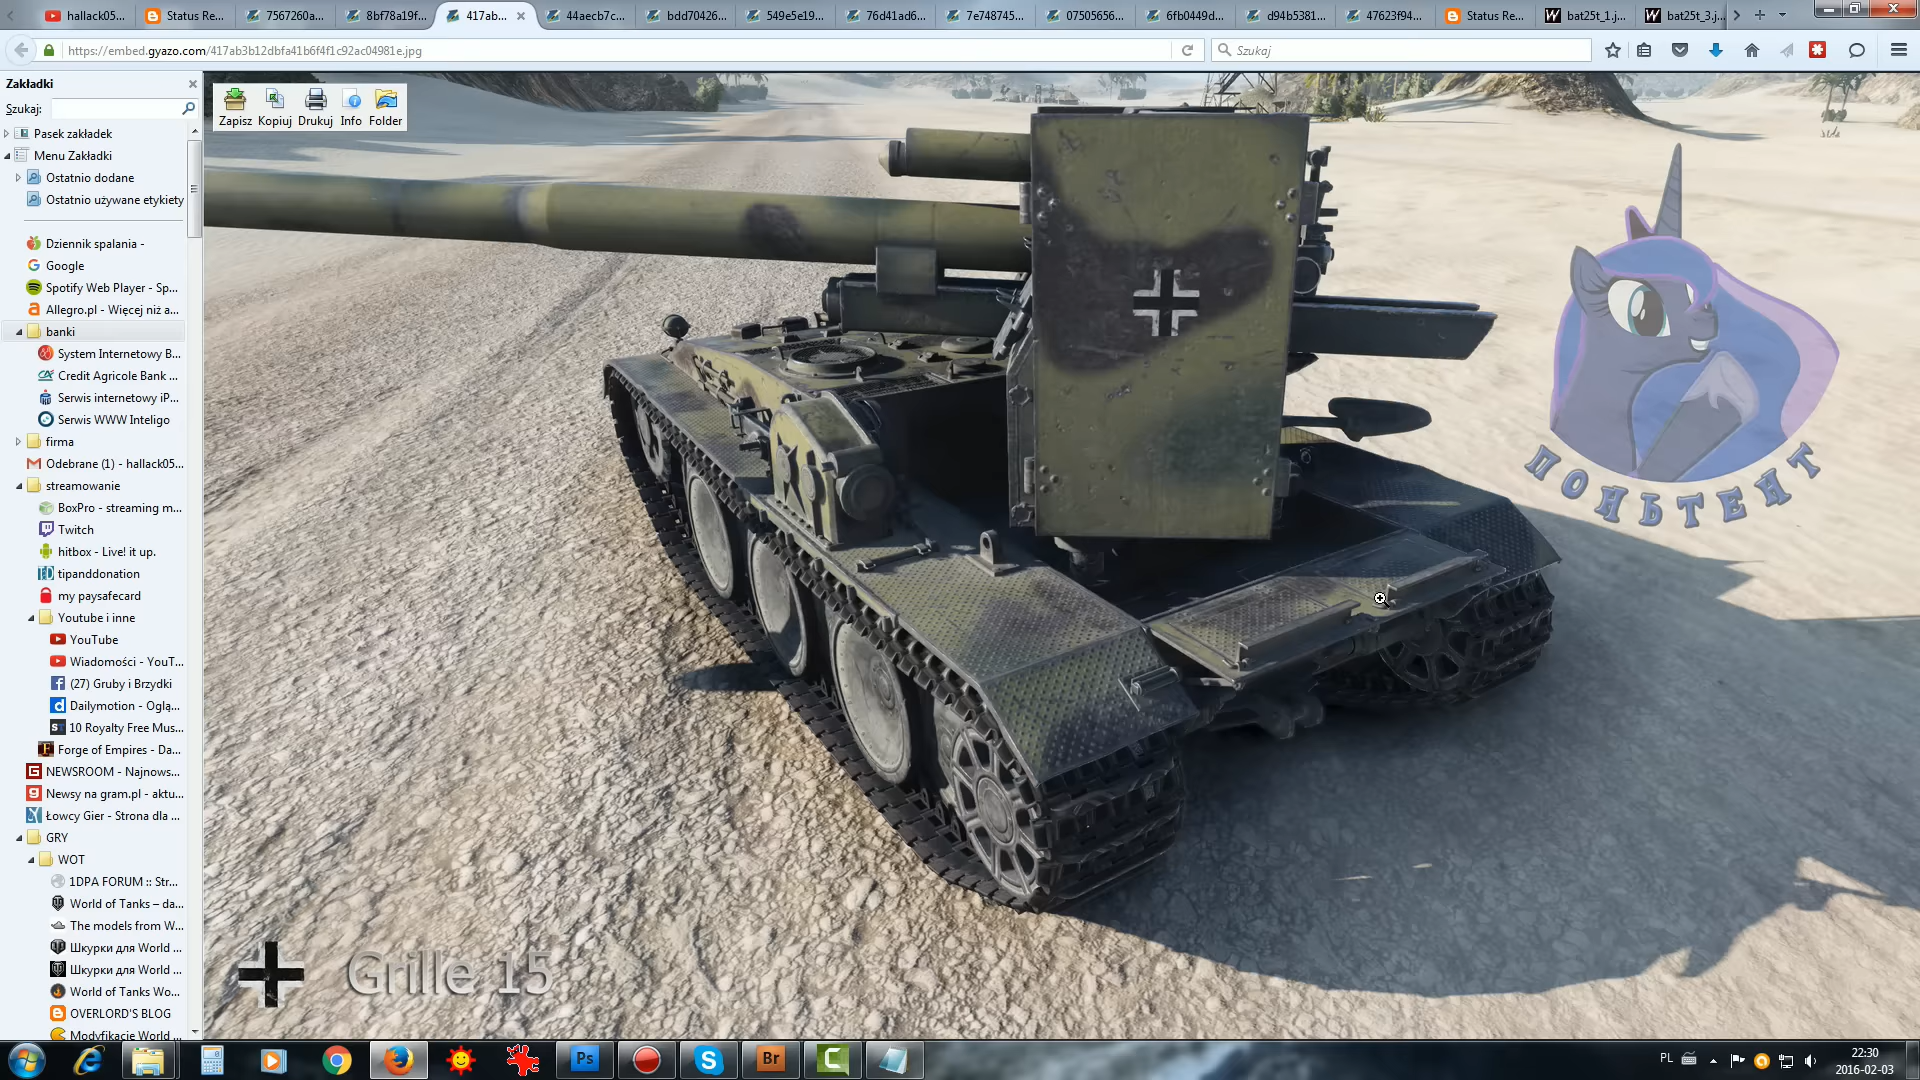 hallack05...
Status Re...
7567260a...
8bf78a19f...
417ab...
44aecb7c...
bdd70426...
549e5e19...
76d41ad6...
7e748745...
07505656...
6fb0449d...
d94b5381...
47623f94...
Status Re...
bat25t_1.j...
bat25t_3.j...
https://embed.gyazo.com/417ab3b12dbfa41b6f4f1c92ac04981e.jpg
Szukaj
Zakładki
Szukaj:
Zapisz Kopiuj Drukuj Info Folder
Pasek zakładek
Menu Zakładki
Ostatnio dodane
Ostatnio używane etykiety
Dziennik spalania -
Google
Spotify Web Player - Sp...
Allegro.pl - Więcej niż a...
banki
System Internetowy B...
Credit Agricole Bank ...
Serwis internetowy iP...
Serwis WWW Inteligo
firma
Odebrane (1) - hallack05...
streamowanie
BoxPro - streaming m...
Twitch
hitbox - Live! it up.
tipanddonation
my paysafecard
Youtube i inne
YouTube
Wiadomości - YouT...
(27) Gruby i Brzydki
Dailymotion - Oglą...
10 Royalty Free Mus...
Forge of Empires - Da...
NEWSROOM - Najnows...
Newsy na gram.pl - aktu...
Łowcy Gier - Strona dla ...
GRY
WOT
1DPA FORUM :: Str...
World of Tanks – da...
The models from W...
Шкурки для World ...
Шкурки для World ...
World of Tanks Wo...
OVERLORD'S BLOG
Modyfikacje World ...
ПОНЬТЕНТ
Grille 15
Ps
Br
PL
22:30
2016-02-03